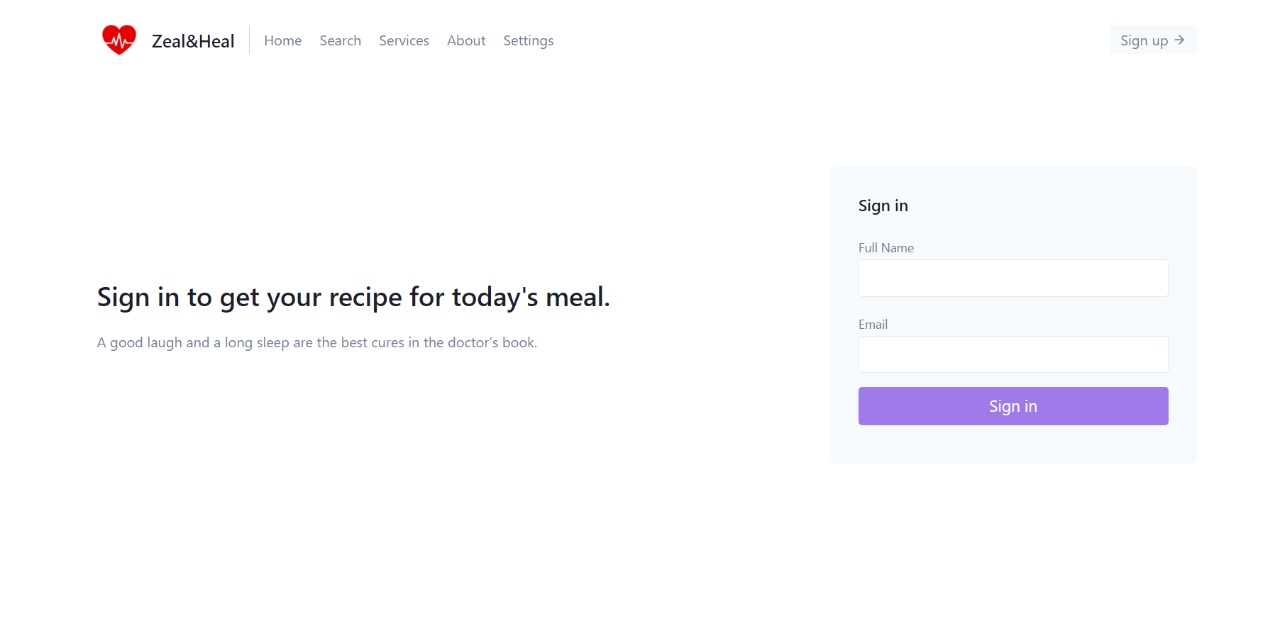 Zeal&Heal Home Search Services About Settings Sign up →
Sign in to get your recipe for today's meal.
A good laugh and a long sleep are the best cures in the doctor's book.
Sign in
Full Name
Email
Sign in